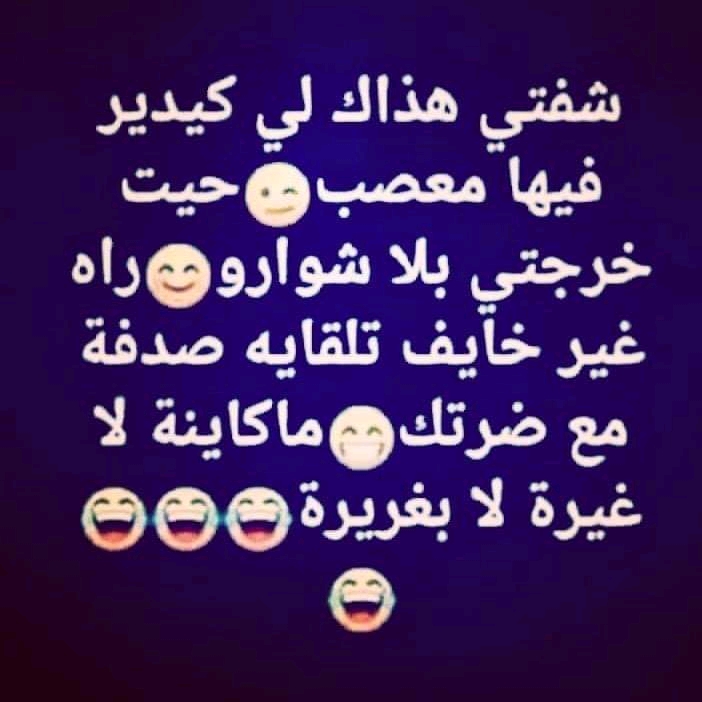 شفتي هذاك لي كيدير
فيها معصب😉حيت
خرجتي بلا شوارو😊راه
غير خايف تلقايه صدفة
مع ضرتك😁ماكاينة لا
غيرة لا بغريرة😂😂😂
😂